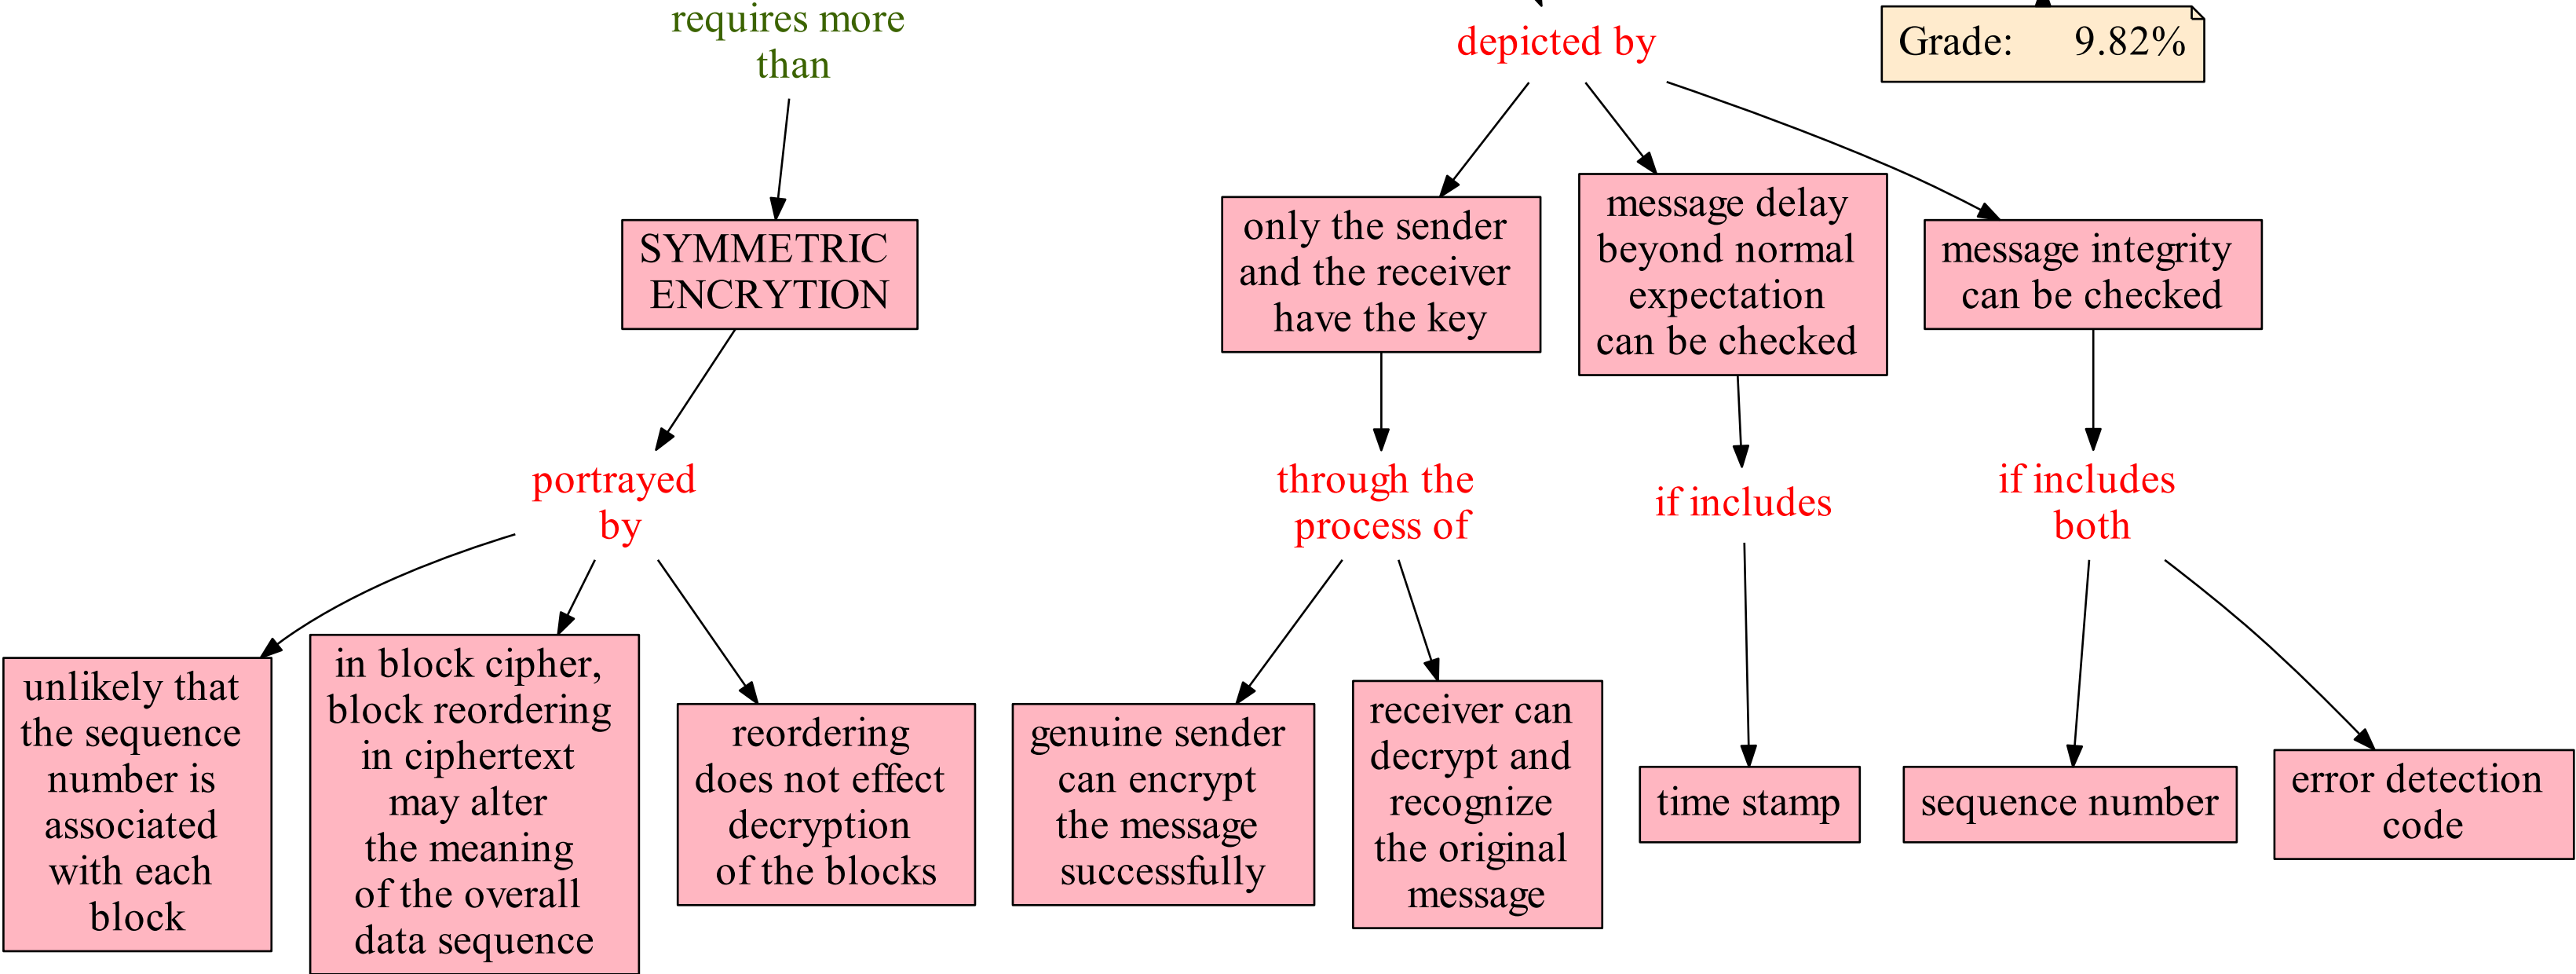 requires more
than
depicted by
Grade: 9.82%
SYMMETRIC
ENCRYTION
only the sender
and the receiver
have the key
message delay
beyond normal
expectation
can be checked
message integrity
can be checked
portrayed
by
through the
process of
if includes
if includes
both
unlikely that
the sequence
number is
associated
with each
block
in block cipher,
block reordering
in ciphertext
may alter
the meaning
of the overall
data sequence
reordering
does not effect
decryption
of the blocks
genuine sender
can encrypt
the message
successfully
receiver can
decrypt and
recognize
the original
message
time stamp
sequence number
error detection
code